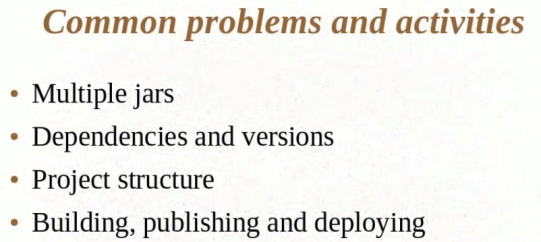 Common problems and activities
• Multiple jars
• Dependencies and versions
• Project structure
• Building, publishing and deploying